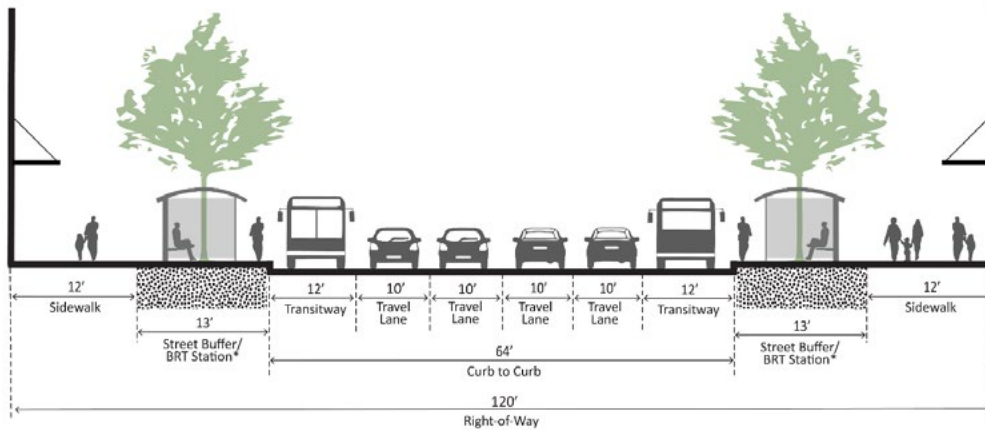 12'
Sidewalk
13'
Street Buffer/
BRT Station*
12'
Transitway
10'
Travel
Lane
10'
Travel
Lane
10'
Travel
Lane
10'
Travel
Lane
12'
Transitway
13'
Street Buffer/
BRT Station*
12'
Sidewalk
64'
Curb to Curb
120'
Right-of-Way